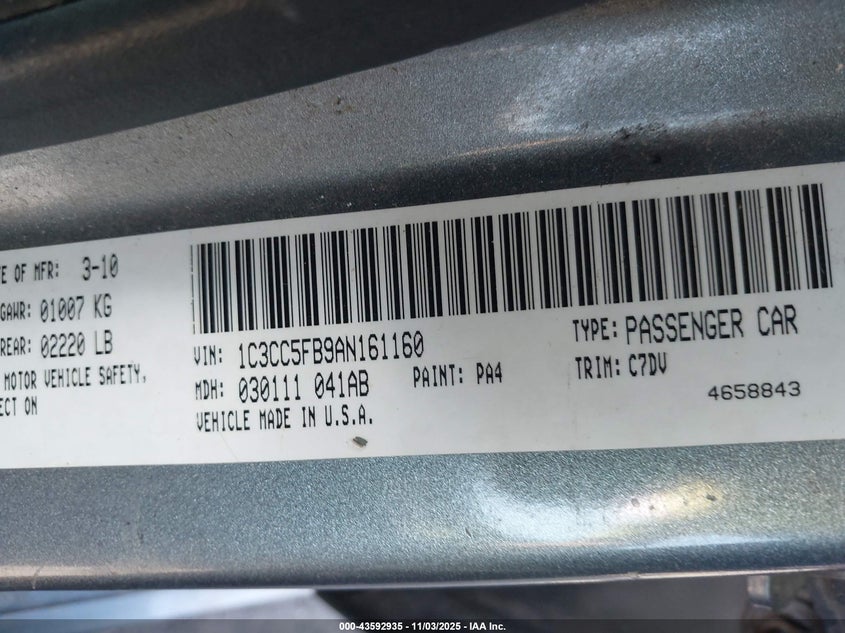 E OF MFR: 3-10
GAWR: 01007 KG
REAR: 02220 LB
MOTOR VEHICLE SAFETY,
ECT ON
VIN: 1C3CC5FB9AN161160
TYPE: PASSENGER CAR
MDH: 030111 041AB
PAINT: PA4
TRIM: C7DV
VEHICLE MADE IN U.S.A.
4658843
000-43592935 - 11/03/2025 - IAA Inc.